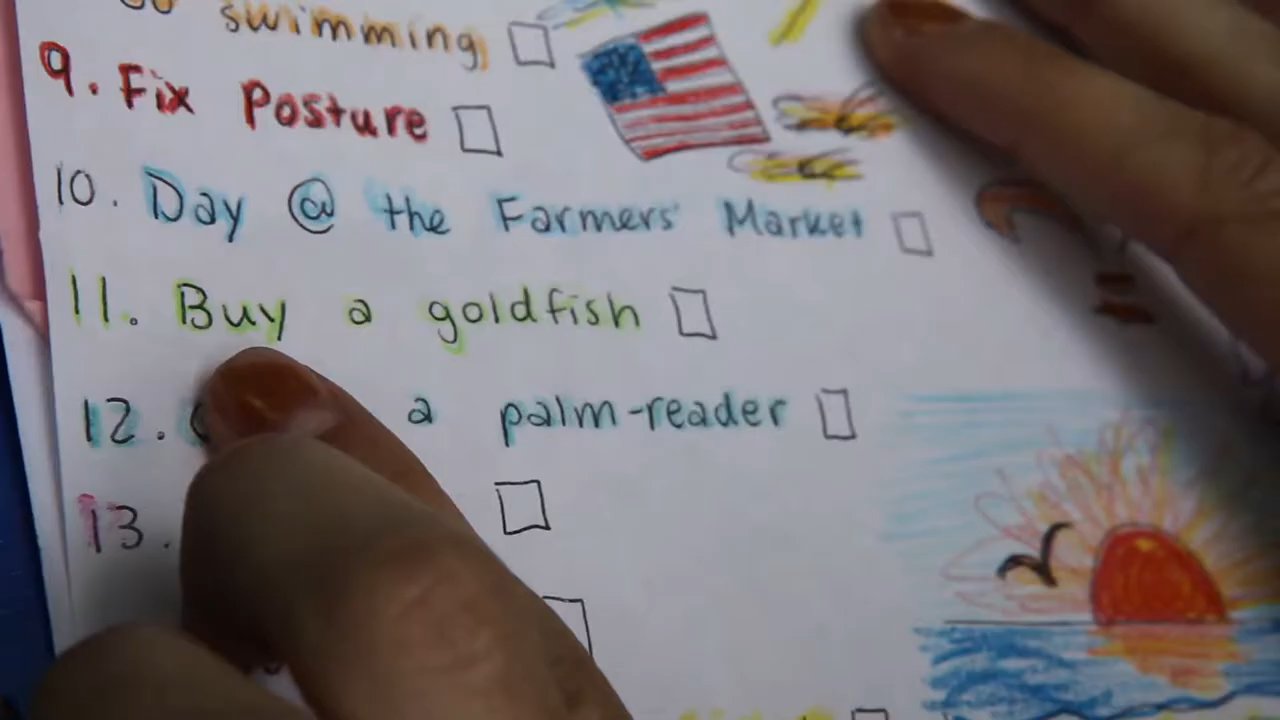 swimming
9. Fix Posture
10. Day @ the Farmers' Market
11. Buy a goldfish
12. a palm-reader
13.